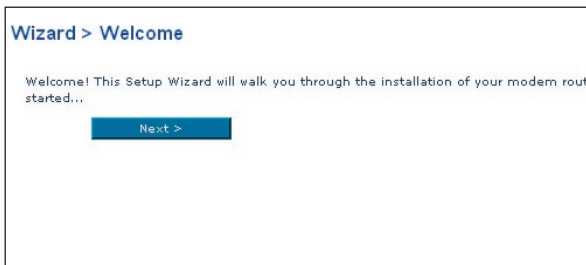 Wizard > Welcome
Welcome! This Setup Wizard will walk you through the installation of your modem rout
started...
Next >